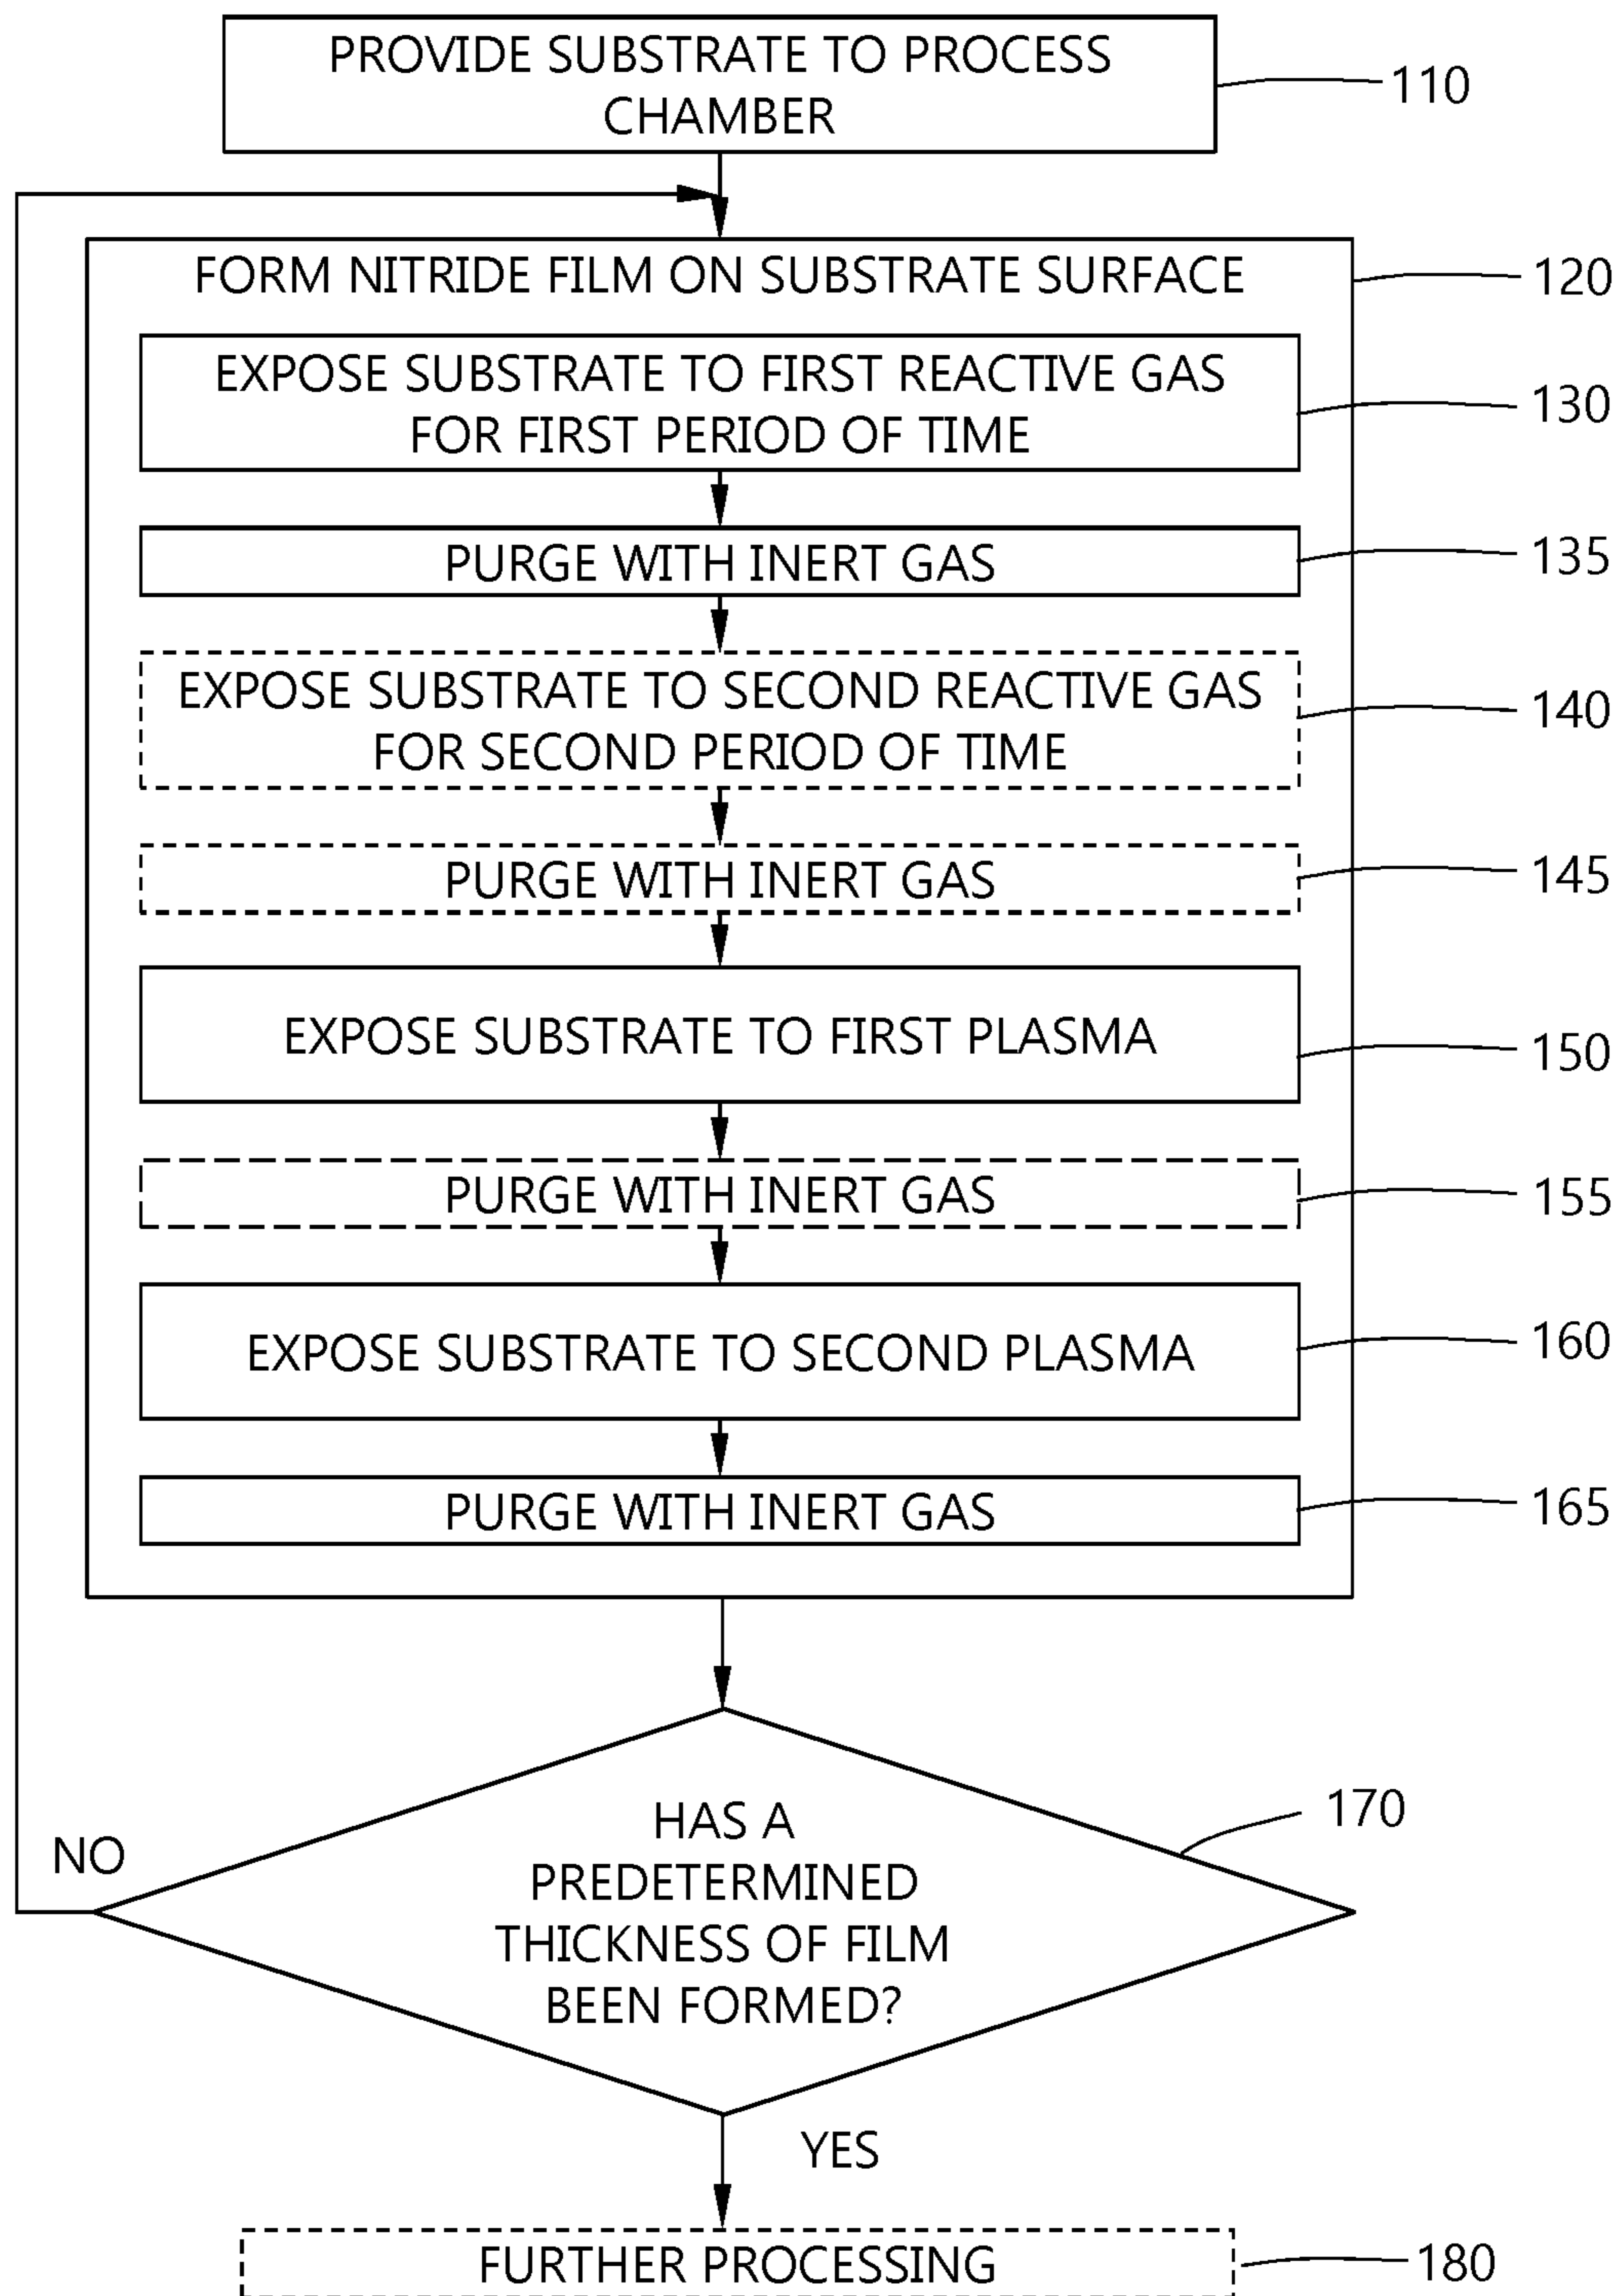 PROVIDE SUBSTRATE TO PROCESS
CHAMBER
110
FORM NITRIDE FILM ON SUBSTRATE SURFACE
120
EXPOSE SUBSTRATE TO FIRST REACTIVE GAS
FOR FIRST PERIOD OF TIME
130
PURGE WITH INERT GAS
135
EXPOSE SUBSTRATE TO SECOND REACTIVE GAS
FOR SECOND PERIOD OF TIME
140
PURGE WITH INERT GAS
145
EXPOSE SUBSTRATE TO FIRST PLASMA
150
PURGE WITH INERT GAS
155
EXPOSE SUBSTRATE TO SECOND PLASMA
160
PURGE WITH INERT GAS
165
HAS A
PREDETERMINED
THICKNESS OF FILM
BEEN FORMED?
170
NO
YES
FURTHER PROCESSING
180